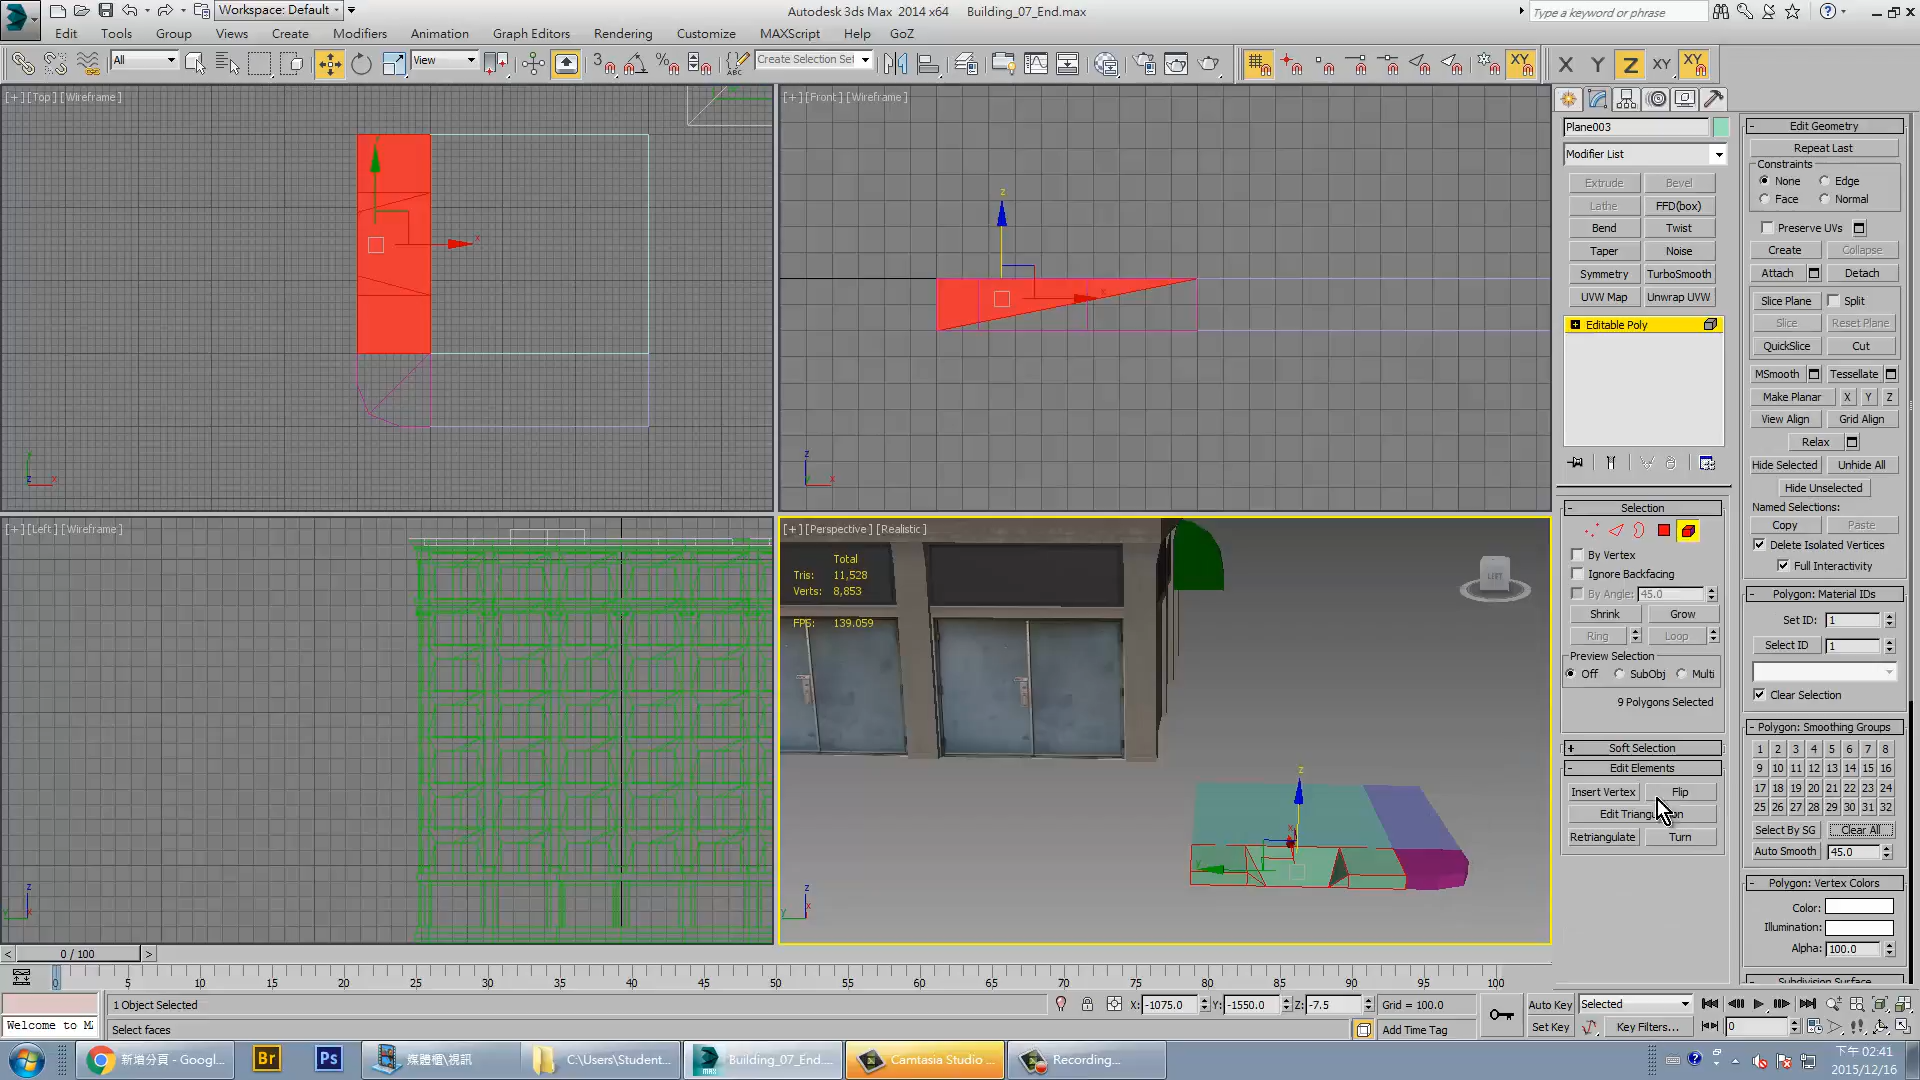 Workspace: Default
Autodesk 3ds Max 2014 x64 Building_07_End.max
Type a keyword or phrase
Edit Tools Group Views Create Modifiers Animation Graph Editors Rendering Customize MAXScript Help GoZ
All
View
Create Selection Set
X Y Z XY
[+] [Top] [Wireframe]
[+] [Front] [Wireframe]
[+] [Left] [Wireframe]
[+] [Perspective] [Realistic]
Total
Tris: 11,528
Verts: 8,853
FPS: 139.059
LEFT
Plane003
Modifier List
Extrude Bevel
Lathe FFD(box)
Bend Twist
Taper Noise
Symmetry TurboSmooth
UVW Map Unwrap UVW
Editable Poly
Selection
By Vertex
Ignore Backfacing
By Angle: 45.0
Shrink Grow
Ring Loop
Preview Selection
Off SubObj Multi
9 Polygons Selected
Soft Selection
Edit Elements
Insert Vertex Flip
Retriangulate Turn
Edit Geometry
Repeat Last
Constraints
None Edge
Face Normal
Preserve UVs
Create Collapse
Attach Detach
Slice Plane Split
Slice Reset Plane
QuickSlice Cut
MSmooth Tessellate
Make Planar X Y Z
View Align Grid Align
Relax
Hide Selected Unhide All
Hide Unselected
Named Selections:
Copy Paste
Delete Isolated Vertices
Full Interactivity
Polygon: Material IDs
Set ID: 1
Select ID 1
Clear Selection
Polygon: Smoothing Groups
1 2 3 4 5 6 7 8
9 10 11 12 13 14 15 16
17 18 19 20 21 22 23 24
25 26 27 28 29 30 31 32
Select By SG Clear All
Auto Smooth 45.0
Polygon: Vertex Colors
Color:
Illumination:
Alpha: 100.0
Subdivision Surface
0 / 100
0 5 10 15 20 25 30 35 40 45 50 55 60 65 70 75 80 85 90 95 100
1 Object Selected
X: -1075.0 Y: -1550.0 Z: -7.5 Grid = 100.0
Auto Key Selected
Welcome to M
Select faces
Add Time Tag
Set Key Key Filters... 0
新增分頁 - Googl...
Br
Ps
媒體櫃\視訊
C:\Users\Student...
Building_07_End....
Camtasia Studio ...
Recording...
下午 02:41
2015/12/16